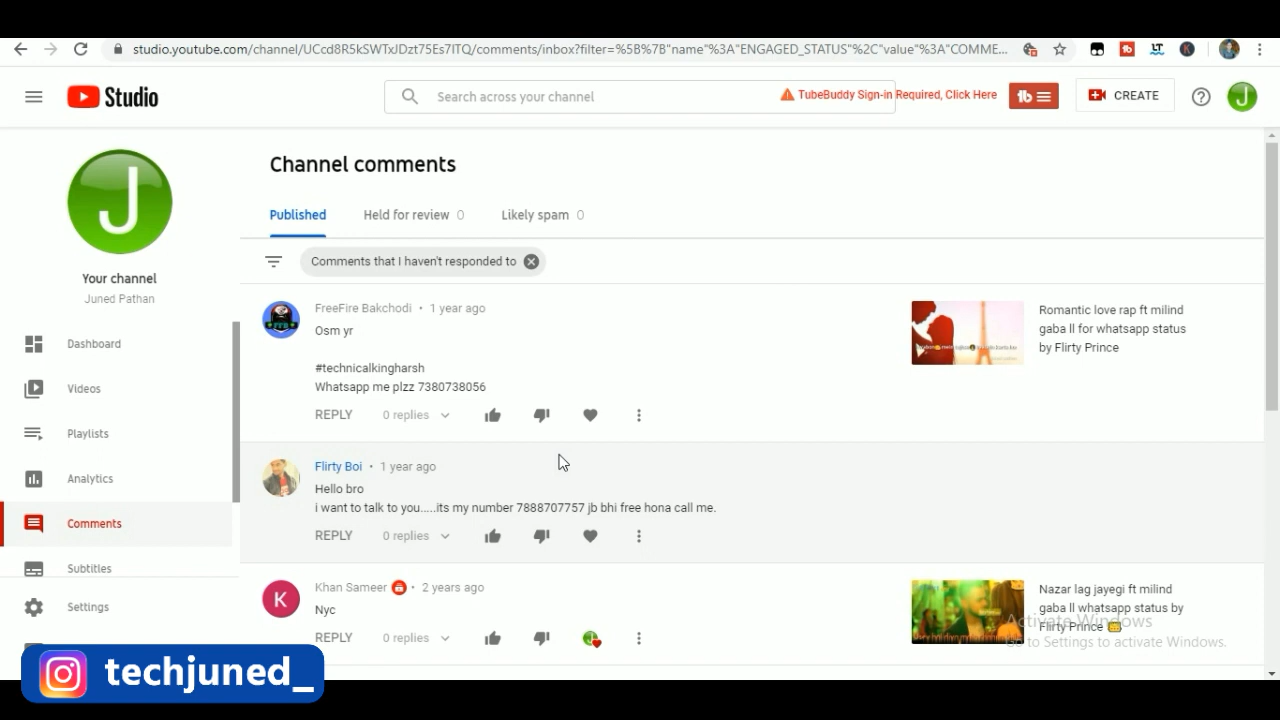 studio.youtube.com/channel/UCcd8R5kSWTxJDzt75Es7lTQ/comments/inbox?filter=%5B%7B"name"%3A"ENGAGED_STATUS"%2C"value"%3A"COMME...
Studio
Search across your channel
TubeBuddy Sign-in Required, Click Here
tb
CREATE
J
J
Your channel
Juned Pathan
Dashboard
Videos
Playlists
Analytics
Comments
Subtitles
Settings
Channel comments
Published
Held for review 0
Likely spam 0
Comments that I haven't responded to
FreeFire Bakchodi • 1 year ago
Osm yr
#technicalkingharsh
Whatsapp me plzz 7380738056
REPLY 0 replies
Romantic love rap ft milind
gaba ll for whatsapp status
by Flirty Prince
Flirty Boi • 1 year ago
Hello bro
i want to talk to you.....its my number 7888707757 jb bhi free hona call me.
REPLY 0 replies
K
Khan Sameer • 2 years ago
Nyc
REPLY 0 replies
Nazar lag jayegi ft milind
gaba ll whatsapp status by
Flirty Prince
Activate Windows
Go to Settings to activate Windows.
techjuned_